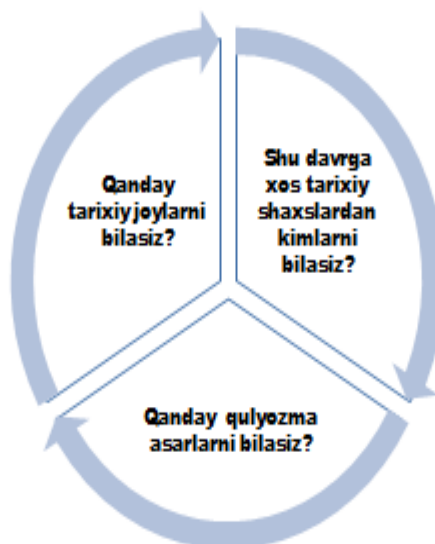 Qanday
tarixiy joylarni
bilasiz?
Shu davrga
xos tarixiy
shaxslardan
kimlarni
bilasiz?
Qanday qulyozma
asarlarni bilasiz?